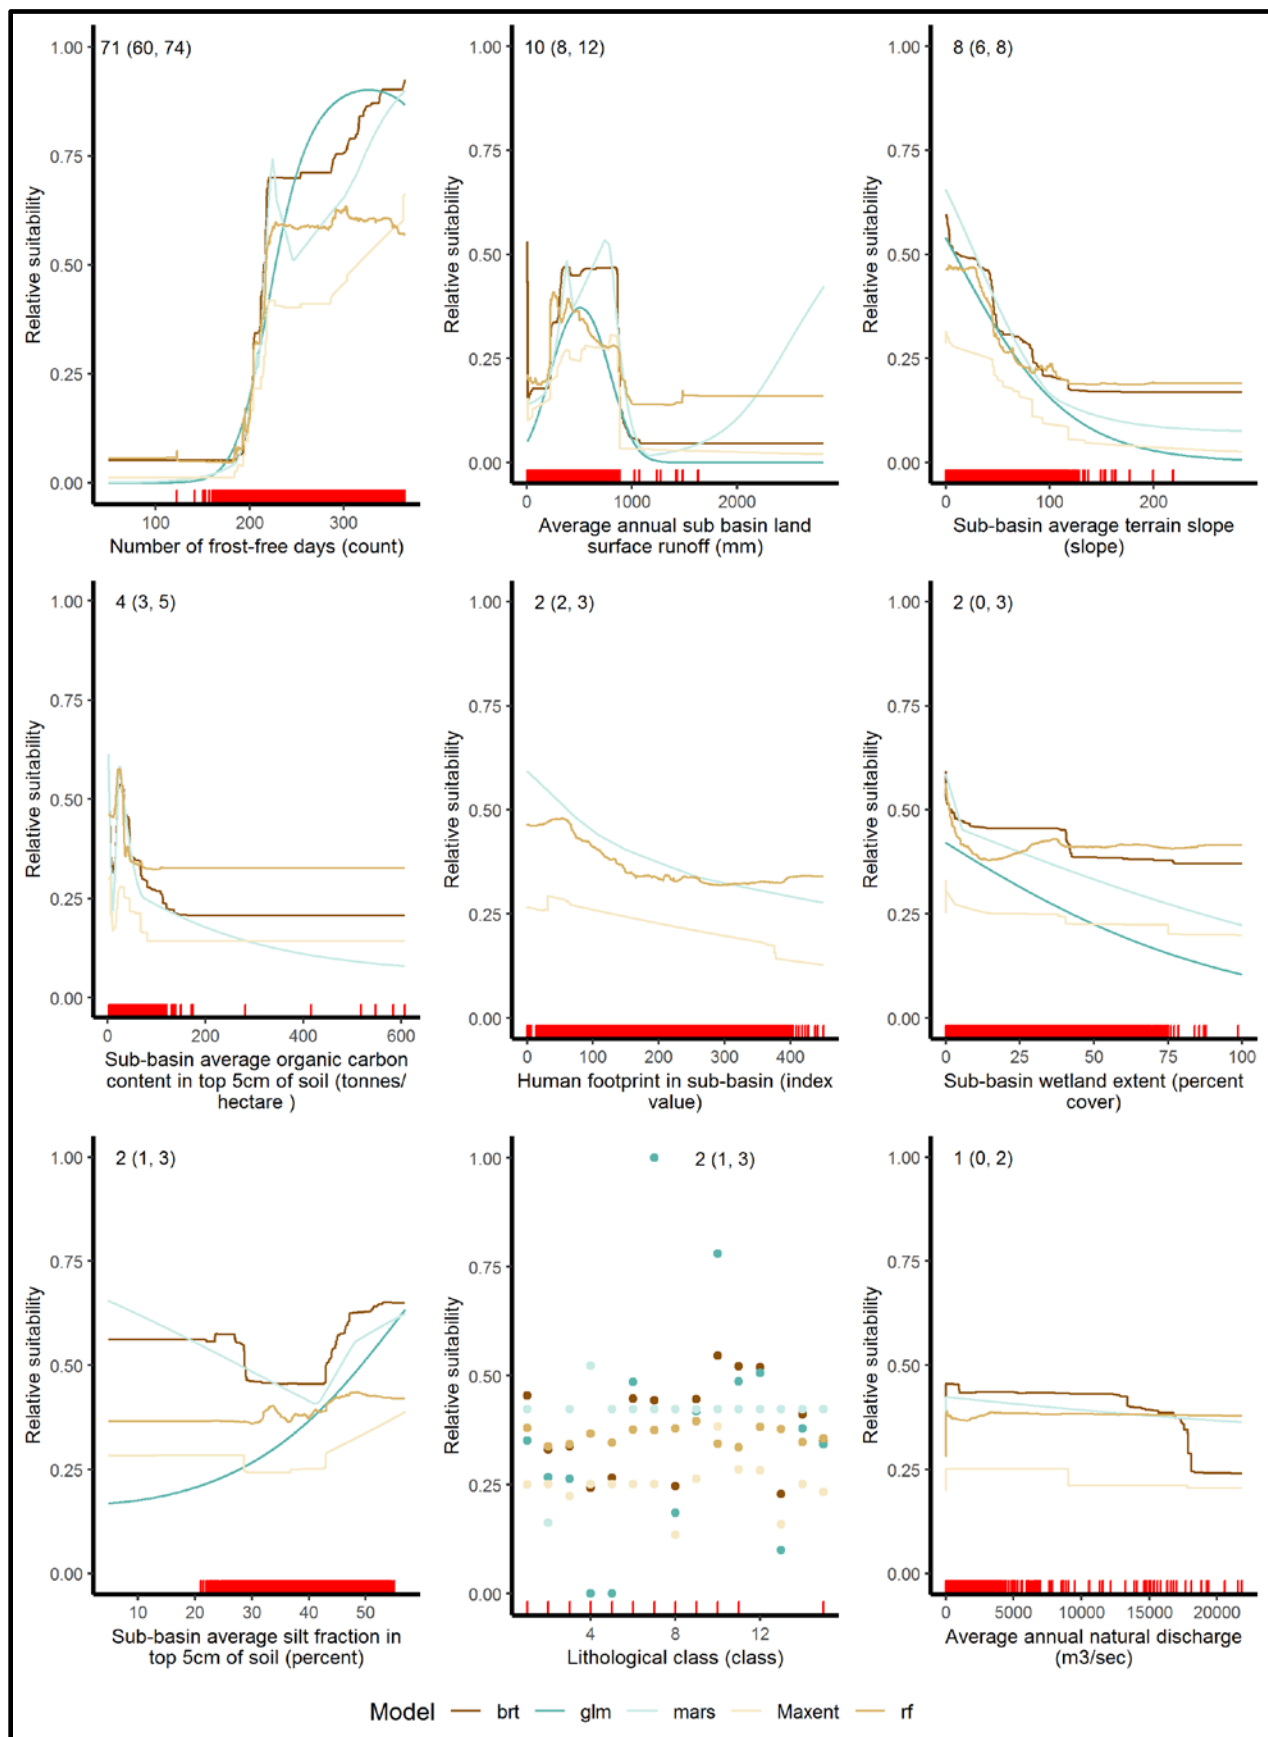 71 (60, 74)
1.00
0.75
0.50
0.25
0.00
Relative suitability
100 200 300
Number of frost-free days (count)
10 (8, 12)
1.00
0.75
0.50
0.25
0.00
Relative suitability
0 1000 2000
Average annual sub basin land
surface runoff (mm)
8 (6, 8)
1.00
0.75
0.50
0.25
0.00
Relative suitability
0 100 200
Sub-basin average terrain slope
(slope)
4 (3, 5)
1.00
0.75
0.50
0.25
0.00
Relative suitability
0 200 400 600
Sub-basin average organic carbon
content in top 5cm of soil (tonnes/
hectare )
2 (2, 3)
1.00
0.75
0.50
0.25
0.00
Relative suitability
0 100 200 300 400
Human footprint in sub-basin (index
value)
2 (0, 3)
1.00
0.75
0.50
0.25
0.00
Relative suitability
0 25 50 75 100
Sub-basin wetland extent (percent
cover)
2 (1, 3)
1.00
0.75
0.50
0.25
0.00
Relative suitability
10 20 30 40 50
Sub-basin average silt fraction in
top 5cm of soil (percent)
2 (1, 3)
1.00
0.75
0.50
0.25
0.00
Relative suitability
4 8 12
Lithological class (class)
1 (0, 2)
1.00
0.75
0.50
0.25
0.00
Relative suitability
0 5000 10000 15000 20000
Average annual natural discharge
(m3/sec)
Model brt glm mars Maxent rf